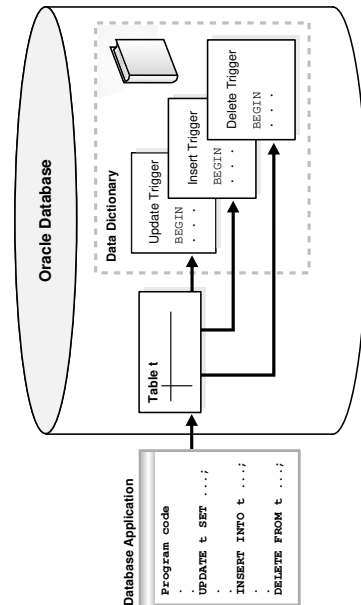 Oracle Database
Database Application
Program code
.
.
UPDATE t SET ...;
.
.
INSERT INTO t ...;
.
.
DELETE FROM t ...;
Table t
Data Dictionary
Update Trigger
BEGIN
. . .
Insert Trigger
BEGIN
. . .
Delete Trigger
BEGIN
. . .